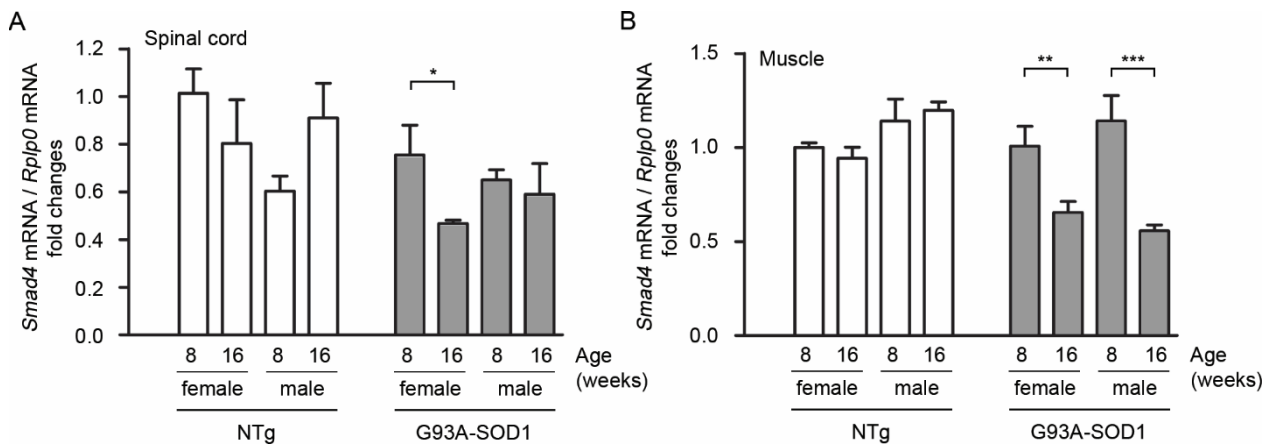 A
Spinal cord
Smad4 mRNA / Rplp0 mRNA
fold changes
1.2
1.0
0.8
0.6
0.4
0.2
0.0
*
8 16 8 16 8 16 8 16 Age
female male female male (weeks)
NTg G93A-SOD1
B
Muscle
Smad4 mRNA / Rplp0 mRNA
fold changes
1.5
1.0
0.5
0.0
** ***
8 16 8 16 8 16 8 16 Age
female male female male (weeks)
NTg G93A-SOD1